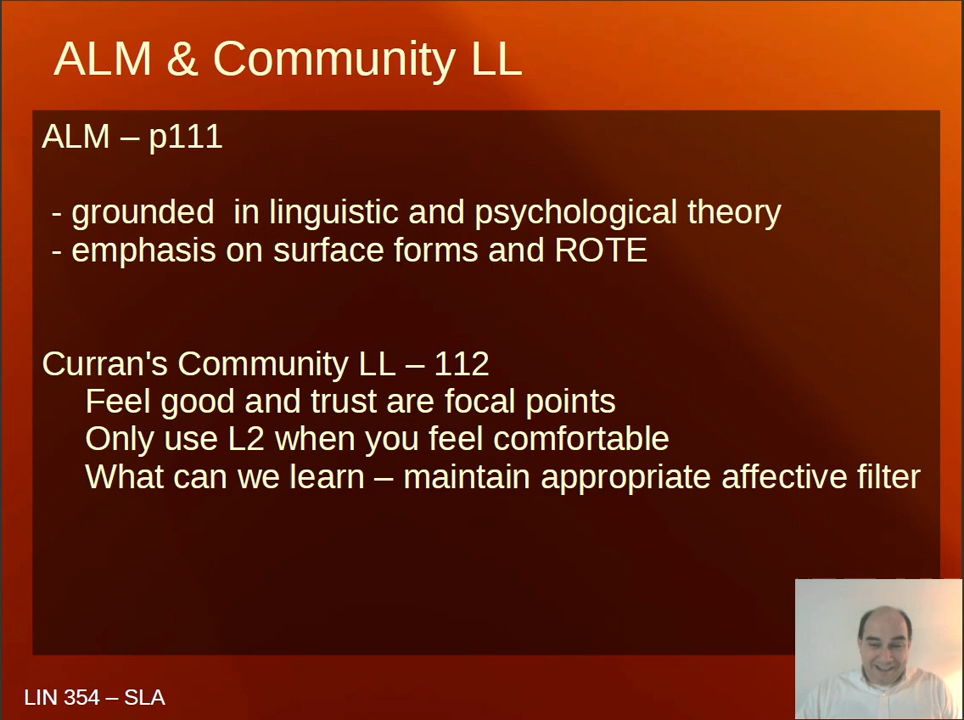 ALM & Community LL
ALM – p111
- grounded  in linguistic and psychological theory
- emphasis on surface forms and ROTE
Curran's Community LL – 112
Feel good and trust are focal points
Only use L2 when you feel comfortable
What can we learn – maintain appropriate affective filter
LIN 354 – SLA